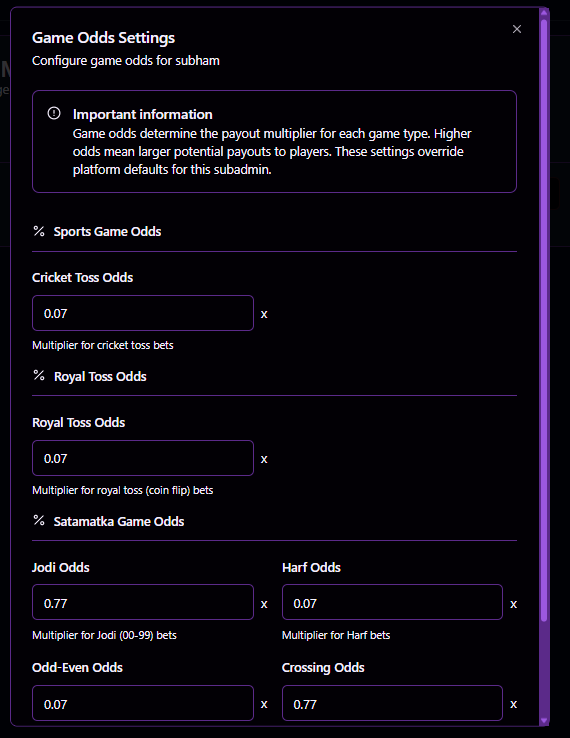 Game Odds Settings
Configure game odds for subham
Important information
Game odds determine the payout multiplier for each game type. Higher
odds mean larger potential payouts to players. These settings override
platform defaults for this subadmin.
Sports Game Odds
Cricket Toss Odds
0.07 x
Multiplier for cricket toss bets
Royal Toss Odds
Royal Toss Odds
0.07 x
Multiplier for royal toss (coin flip) bets
Satamatka Game Odds
Jodi Odds Harf Odds
0.77 x 0.07 x
Multiplier for Jodi (00-99) bets Multiplier for Harf bets
Odd-Even Odds Crossing Odds
0.07 x 0.77 x